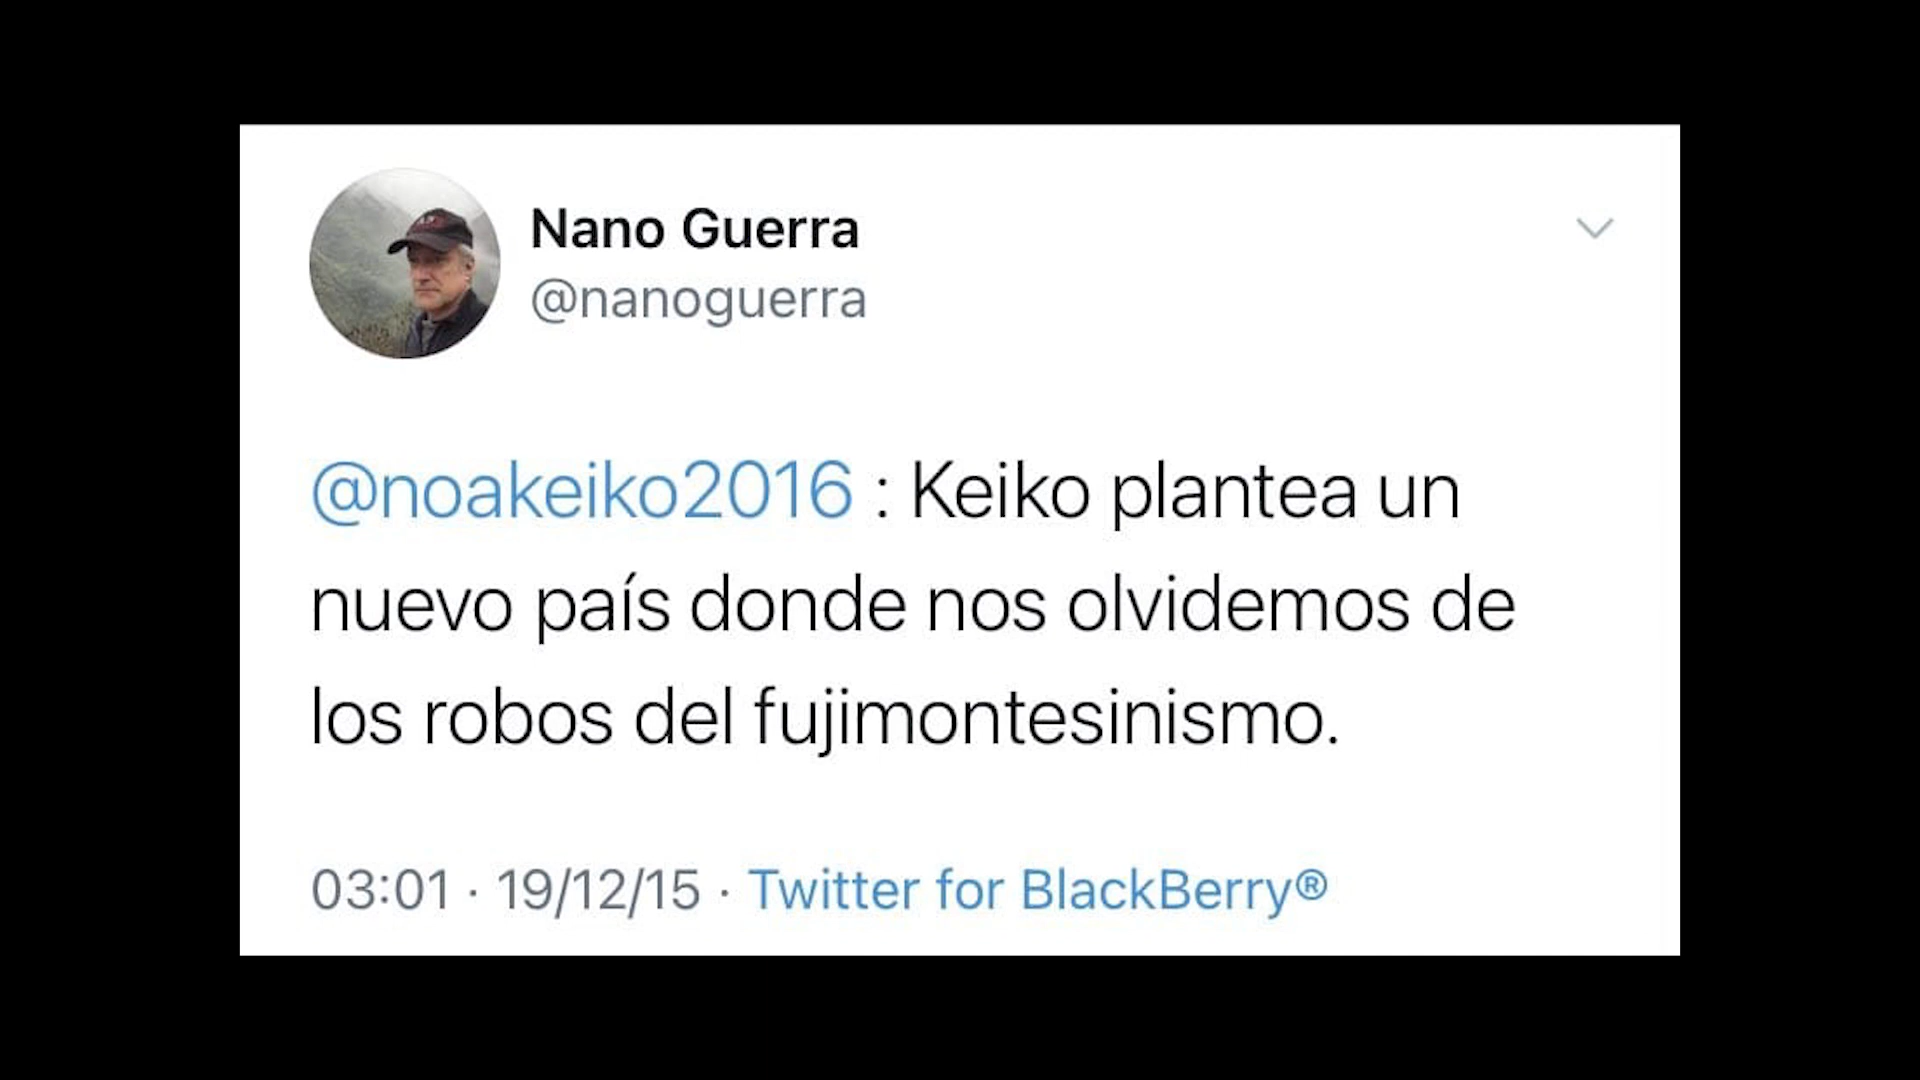 Nano Guerra
@nanoguerra
@noakeiko2016 : Keiko plantea un
nuevo país donde nos olvidemos de
los robos del fujimontesinismo.
03:01 · 19/12/15 · Twitter for BlackBerry®